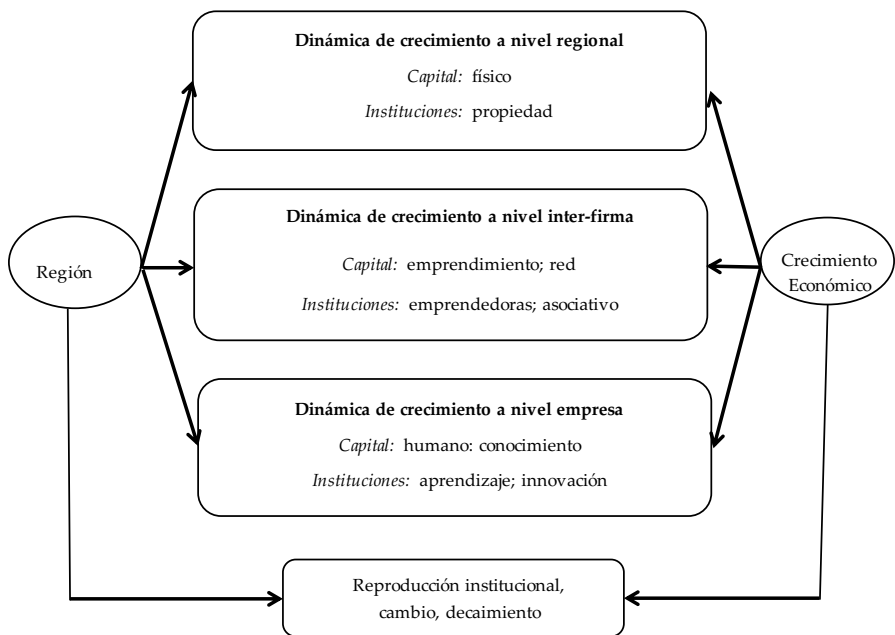 Dinámica de crecimiento a nivel regional
Capital: físico
Instituciones: propiedad
Dinámica de crecimiento a nivel inter-firma
Capital: emprendimiento; red
Instituciones: emprendedoras; asociativo
Región
Crecimiento
Económico
Dinámica de crecimiento a nivel empresa
Capital: humano: conocimiento
Instituciones: aprendizaje; innovación
Reproducción institucional,
cambio, decaimiento